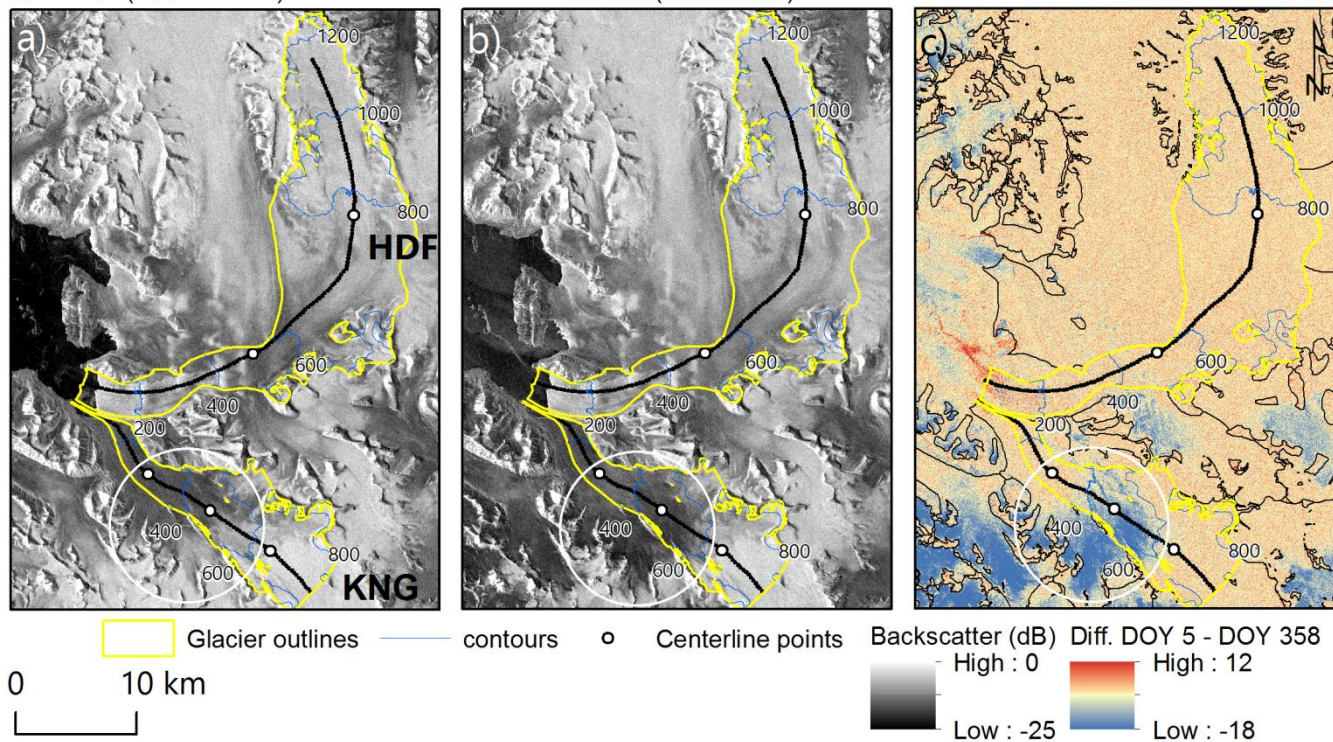 a)
1200
1000
800
HDF
600
400
200
400
600
800
KNG
b)
1200
1000
800
600
400
200
400
600
800
c)
1200
1000
800
600
400
200
400
600
800
N
Glacier outlines contours Centerline points
Backscatter (dB) Diff. DOY 5 - DOY 358
High : 0 High : 12
Low : -25 Low : -18
0 10 km